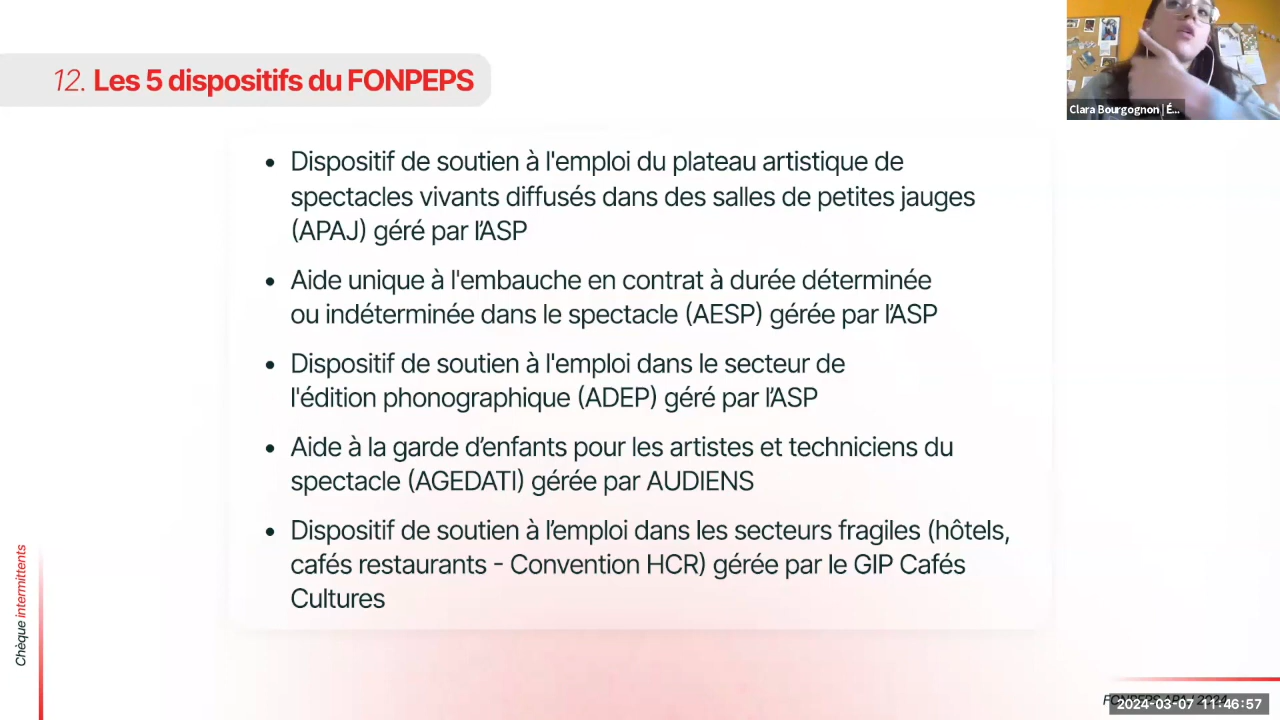 12. Les 5 dispositifs du FONPEPS
Clara Bourgognon | É...
• Dispositif de soutien à l'emploi du plateau artistique de
spectacles vivants diffusés dans des salles de petites jauges
(APAJ) géré par l’ASP
• Aide unique à l'embauche en contrat à durée déterminée
ou indéterminée dans le spectacle (AESP) gérée par l’ASP
• Dispositif de soutien à l'emploi dans le secteur de
l'édition phonographique (ADEP) géré par l’ASP
• Aide à la garde d’enfants pour les artistes et techniciens du
spectacle (AGEDATI) gérée par AUDIENS
• Dispositif de soutien à l’emploi dans les secteurs fragiles (hôtels,
cafés restaurants - Convention HCR) gérée par le GIP Cafés
Cultures
Chèque intermittents
2024-03-07 11:46:57